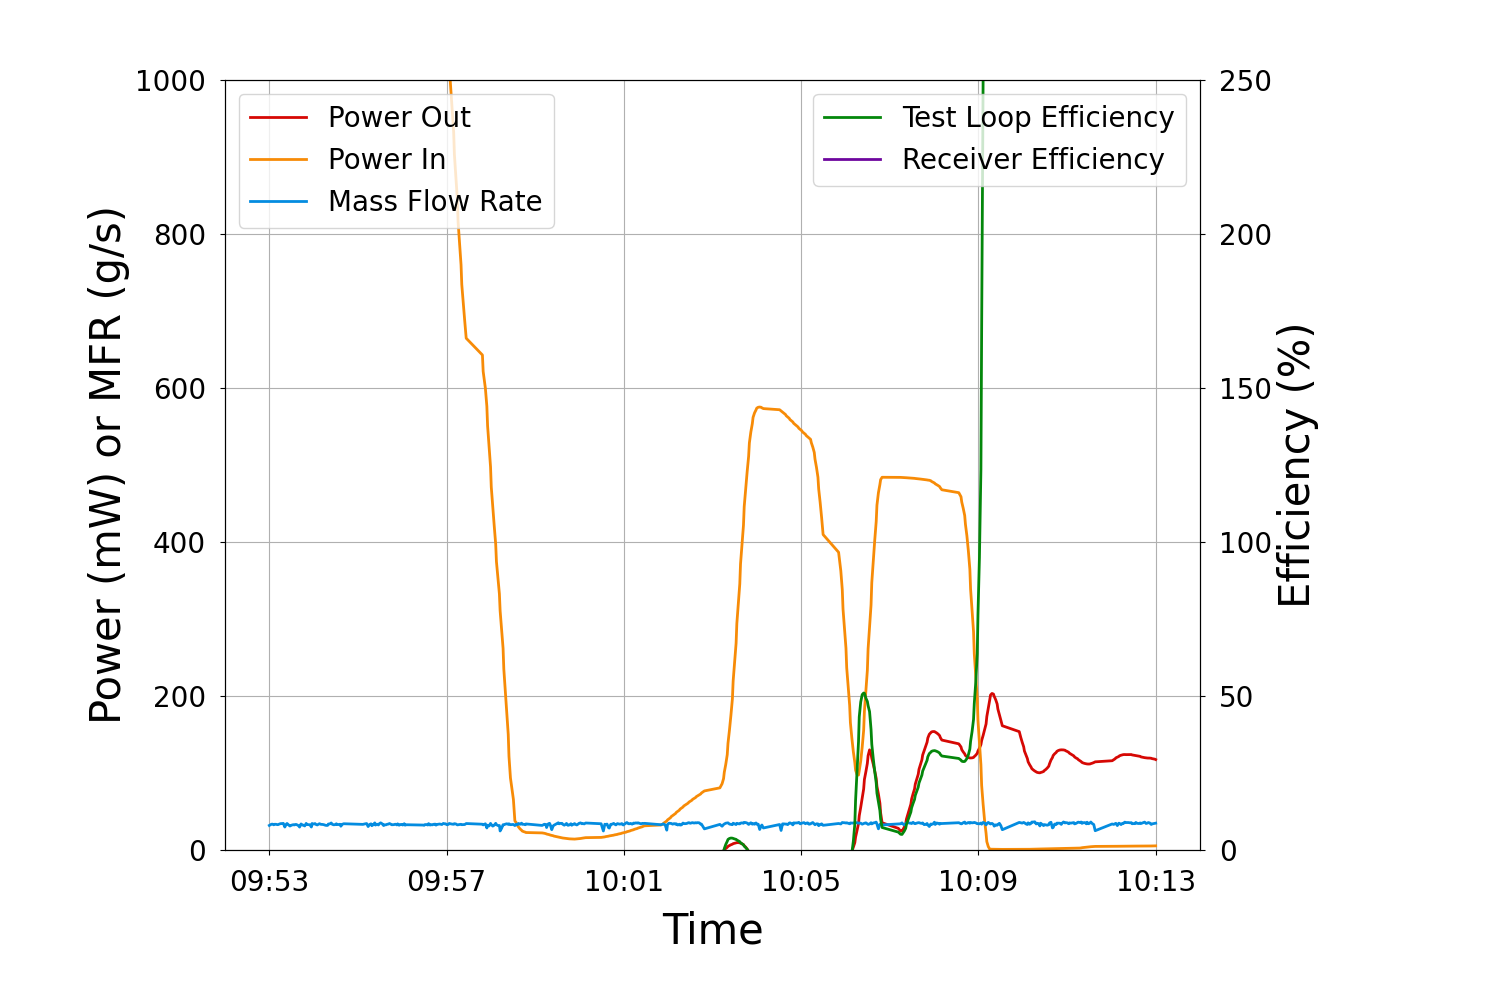 1000
800
600
400
200
0
Power (mW) or MFR (g/s)
Power Out
Power In
Mass Flow Rate
Test Loop Efficiency
Receiver Efficiency
250
200
150
100
50
0
Efficiency (%)
09:53 09:57 10:01 10:05 10:09 10:13
Time